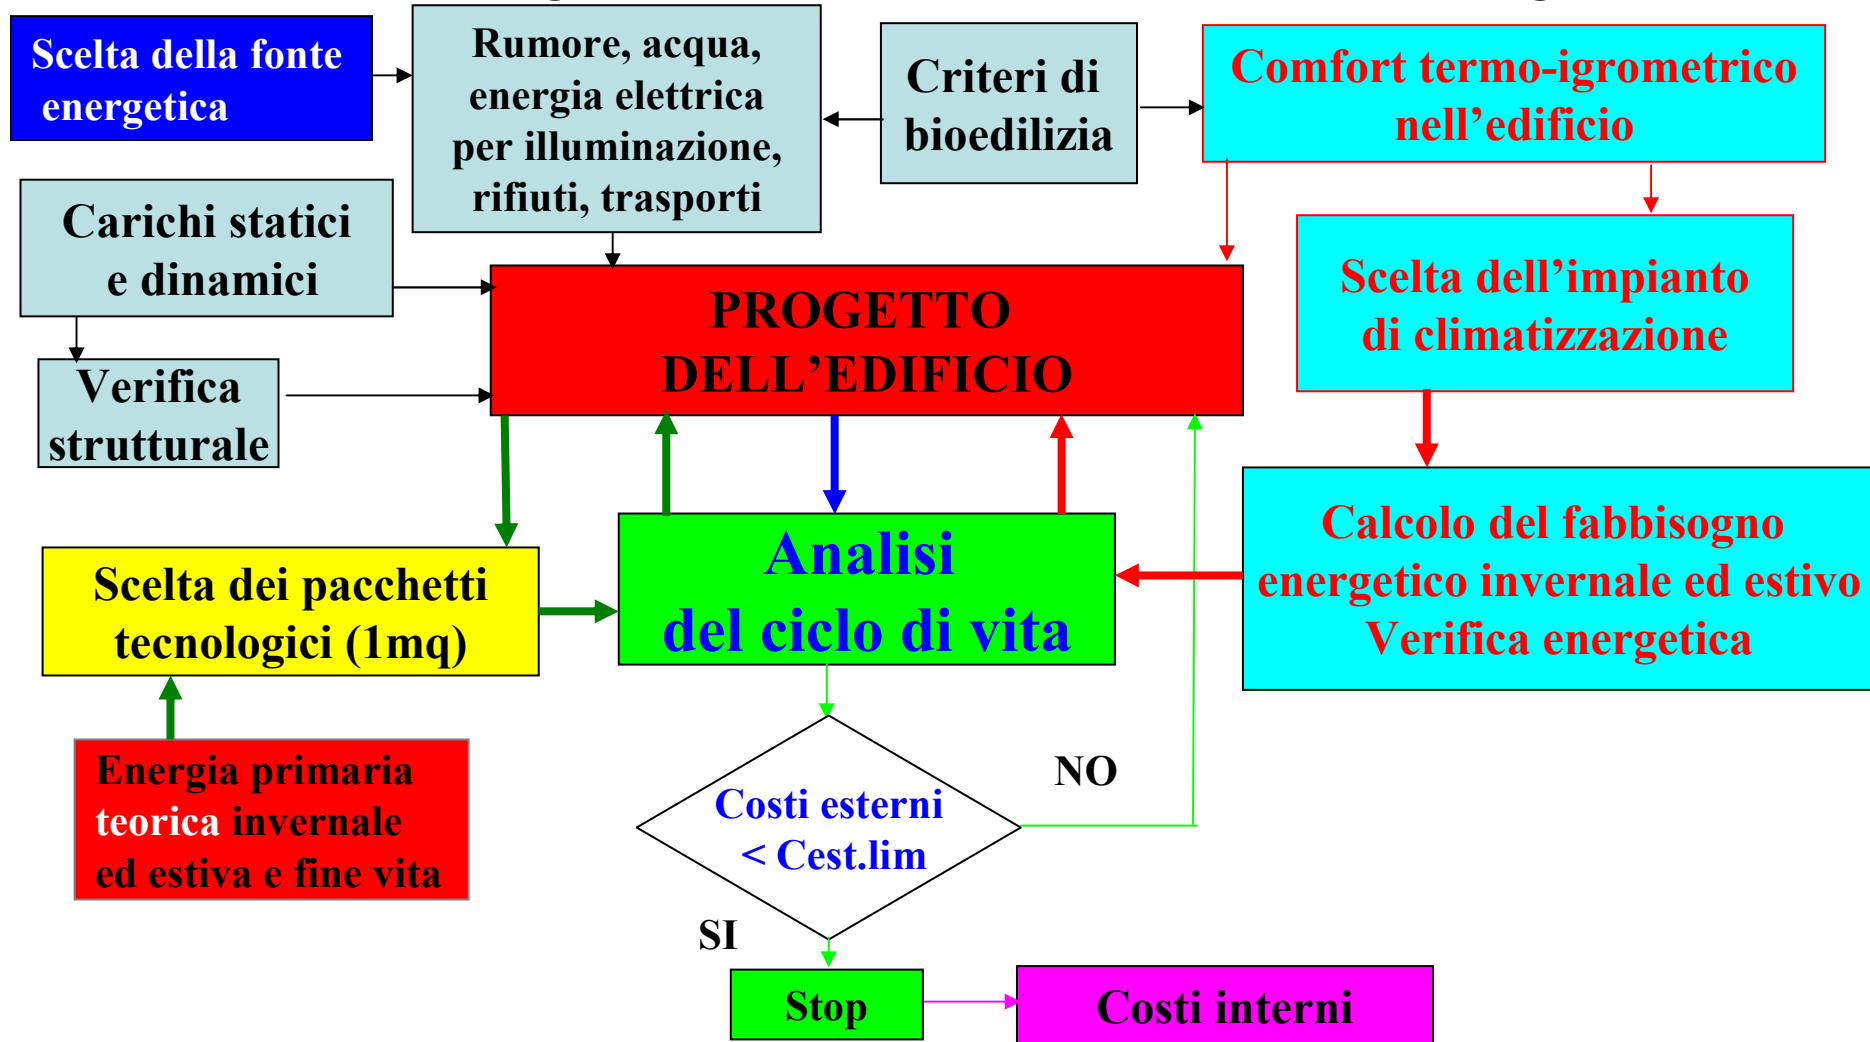 Scelta della fonte
energetica
Rumore, acqua,
energia elettrica
per illuminazione,
rifiuti, trasporti
Criteri di
bioedilizia
Comfort termo-igrometrico
nell’edificio
Carichi statici
e dinamici
Scelta dell’impianto
di climatizzazione
PROGETTO
DELL’EDIFICIO
Verifica
strutturale
Calcolo del fabbisogno
energetico invernale ed estivo
Verifica energetica
Analisi
del ciclo di vita
Scelta dei pacchetti
tecnologici (1mq)
Energia primaria
teorica invernale
ed estiva e fine vita
NO
Costi esterni
< Cest.lim
SI
Stop
Costi interni